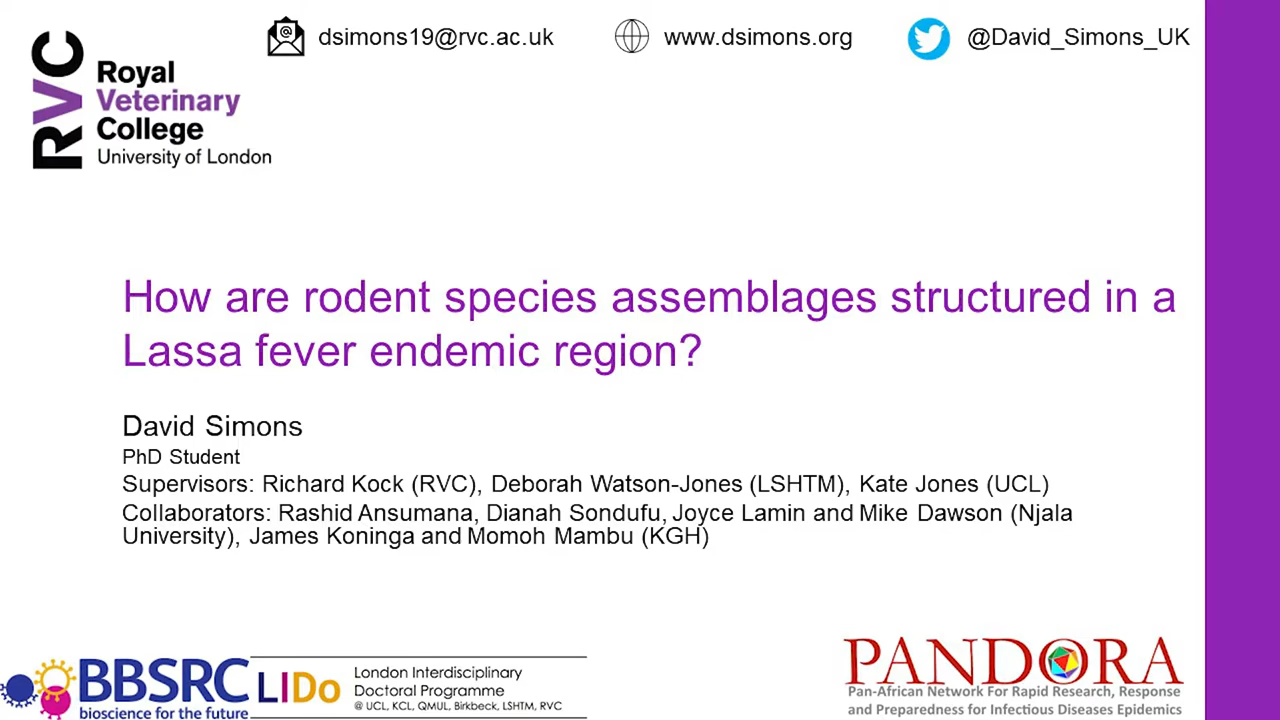 dsimons19@rvc.ac.uk
www.dsimons.org
@David_Simons_UK
RVC
Royal
Veterinary
College
University of London
How are rodent species assemblages structured in a
Lassa fever endemic region?
David Simons
PhD Student
Supervisors: Richard Kock (RVC), Deborah Watson-Jones (LSHTM), Kate Jones (UCL)
Collaborators: Rashid Ansumana, Dianah Sondufu, Joyce Lamin and Mike Dawson (Njala
University), James Koninga and Momoh Mambu (KGH)
BBSRC
bioscience for the future
LIDo
London Interdisciplinary
Doctoral Programme
@ UCL, KCL, QMUL, Birkbeck, LSHTM, RVC
PANDORA
Pan-African Network For Rapid Research, Response
and Preparedness for Infectious Diseases Epidemics